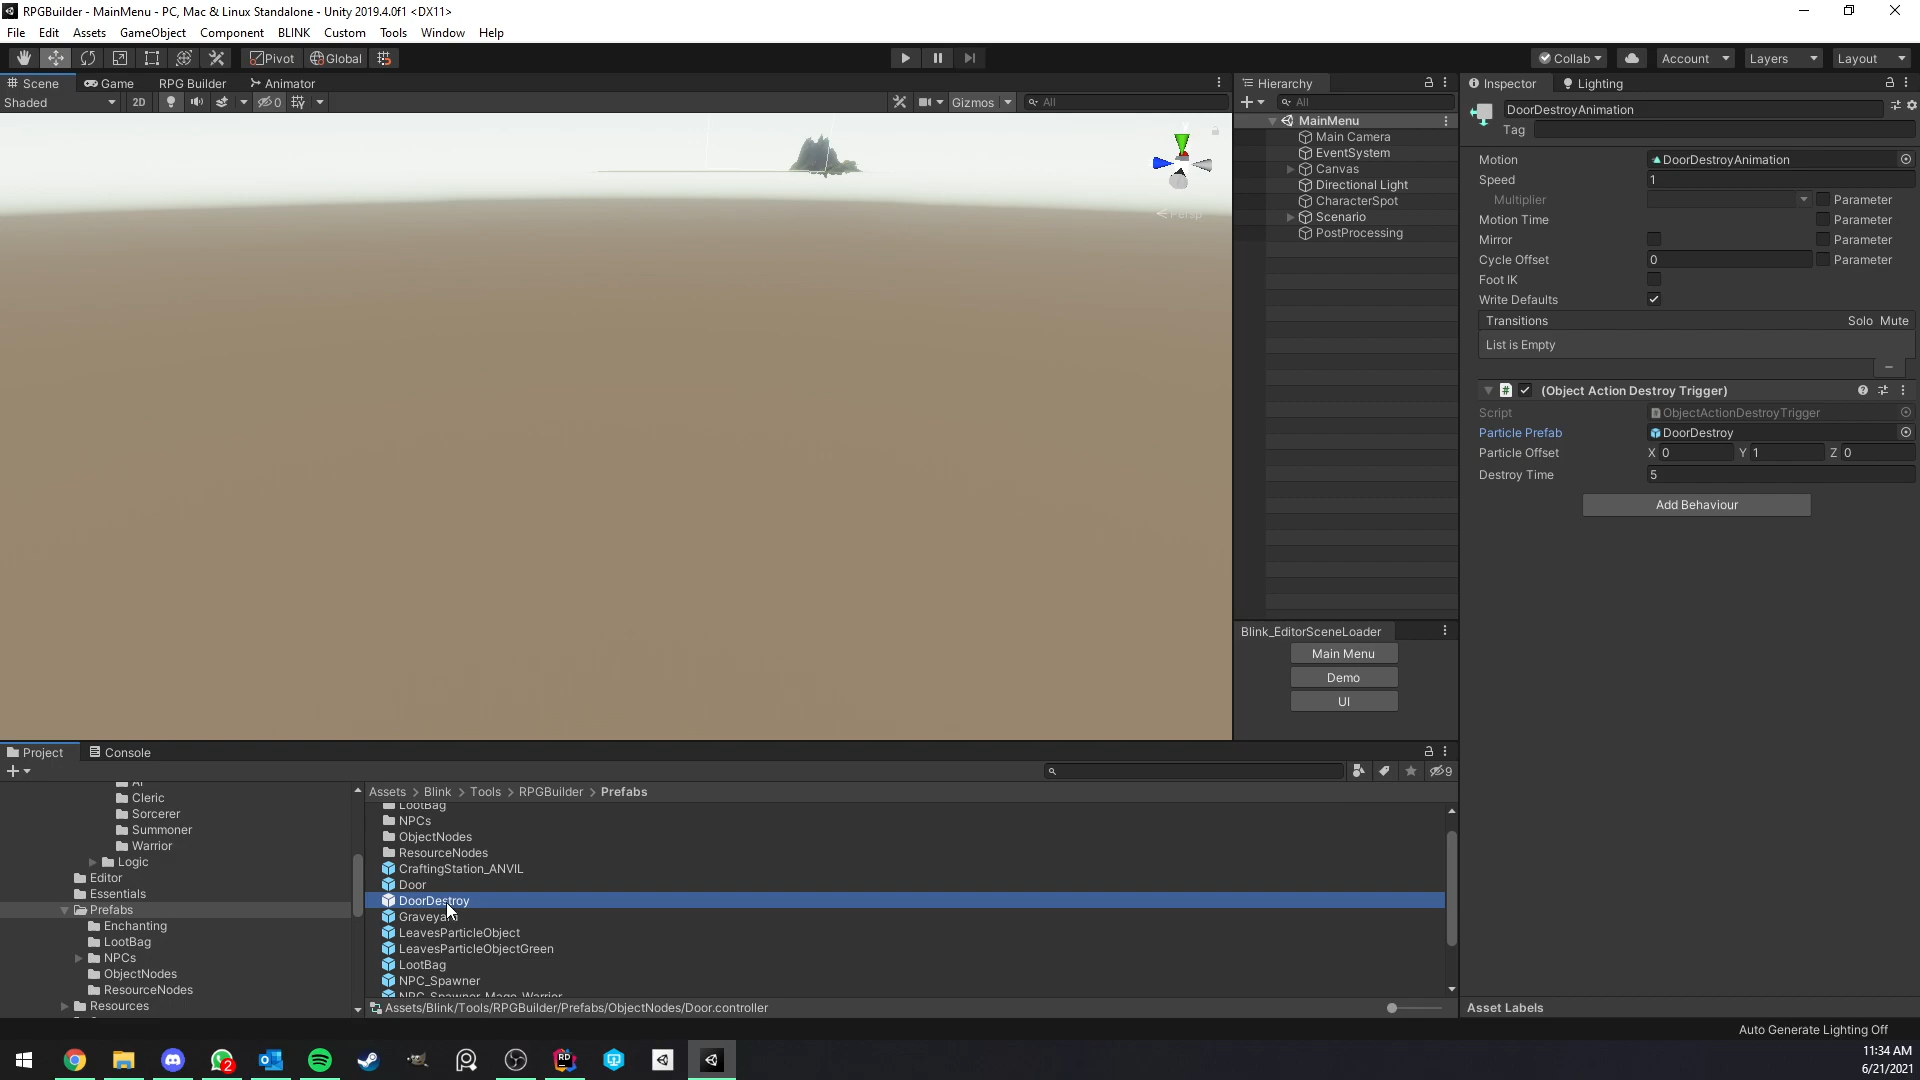 RPGBuilder - MainMenu - PC, Mac & Linux Standalone - Unity 2019.4.0f1 <DX11>
File Edit Assets GameObject Component BLINK Custom Tools Window Help
Pivot Global Collab Account Layers Layout
Scene Game RPG Builder Animator
Shaded 2D 0 Gizmos All
Persp
Hierarchy
All
MainMenu
Main Camera
EventSystem
Canvas
Directional Light
CharacterSpot
Scenario
PostProcessing
Blink_EditorSceneLoader
Main Menu
Demo
UI
Inspector Lighting
DoorDestroyAnimation
Tag
Motion DoorDestroyAnimation
Speed 1
Multiplier Parameter
Motion Time Parameter
Mirror Parameter
Cycle Offset 0 Parameter
Foot IK
Write Defaults
Transitions Solo Mute
List is Empty
(Object Action Destroy Trigger)
Script ObjectActionDestroyTrigger
Particle Prefab DoorDestroy
Particle Offset X 0 Y 1 Z 0
Destroy Time 5
Add Behaviour
Asset Labels
Project Console
9
Cleric
Sorcerer
Summoner
Warrior
Logic
Editor
Essentials
Prefabs
Enchanting
LootBag
NPCs
ObjectNodes
ResourceNodes
Resources
Assets > Blink > Tools > RPGBuilder > Prefabs
LootBag
NPCs
ObjectNodes
ResourceNodes
CraftingStation_ANVIL
Door
DoorDestroy
Graveyard
LeavesParticleObject
LeavesParticleObjectGreen
LootBag
NPC_Spawner
NPC_Spawner_Mage_Warrior
Assets/Blink/Tools/RPGBuilder/Prefabs/ObjectNodes/Door.controller
Auto Generate Lighting Off
2
RD
11:34 AM
6/21/2021